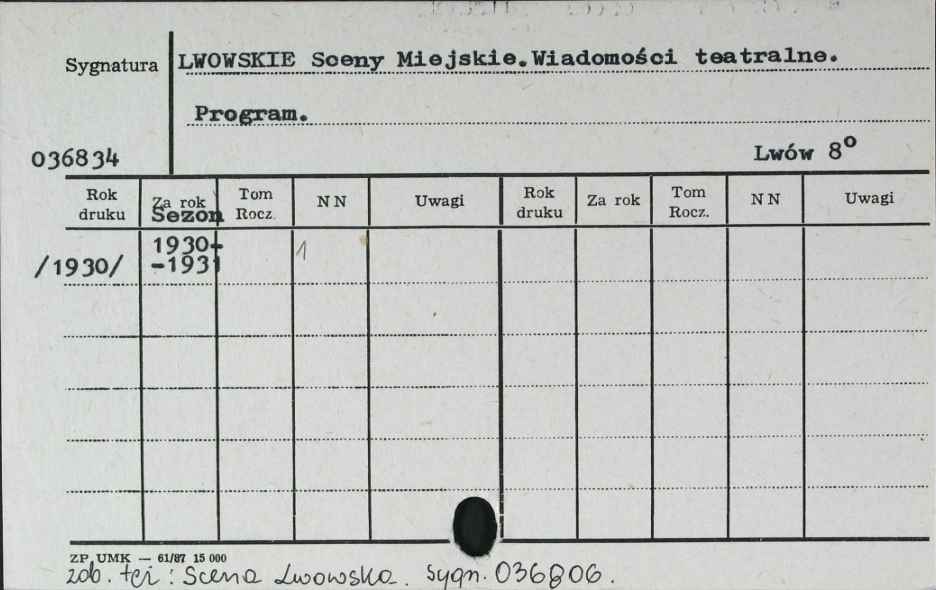 Sygnatura
LWOWSKIE Sceny Miejskie.Wiadomości teatralne.
Program.
036834
Lwów 8º
Rok druku Za rok Sezon Tom Rocz. NN Uwagi Rok druku Za rok Tom Rocz. NN Uwagi
/1930/ 1930- -1931 1
ZP UMK — 61/87 15 000
zob. też: Scena Lwowska. sygn. 036806.